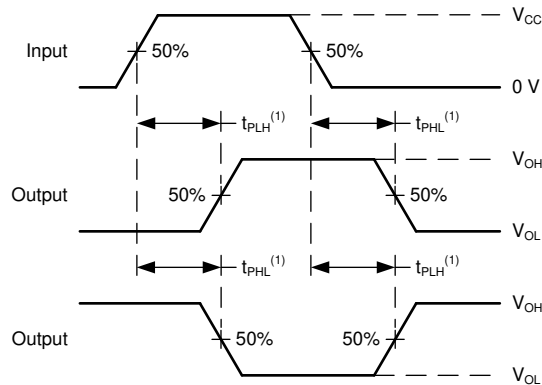 V_CC
Input
50%
50%
0 V
t_PLH^(1)
t_PHL^(1)
V_OH
Output
50%
50%
V_OL
t_PHL^(1)
t_PLH^(1)
V_OH
Output
50%
50%
V_OL